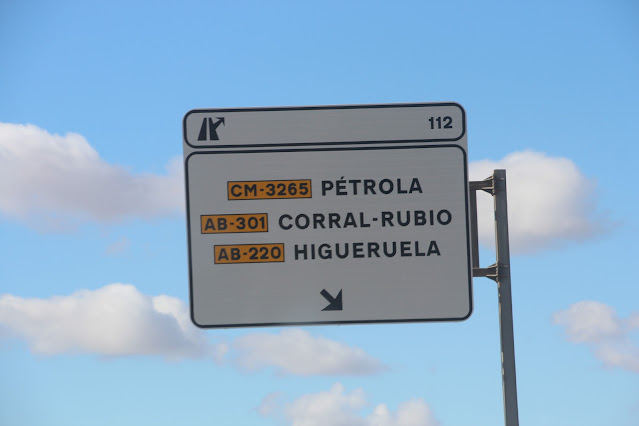 112
CM-3265 PÉTROLA
AB-301 CORRAL-RUBIO
AB-220 HIGUERUELA